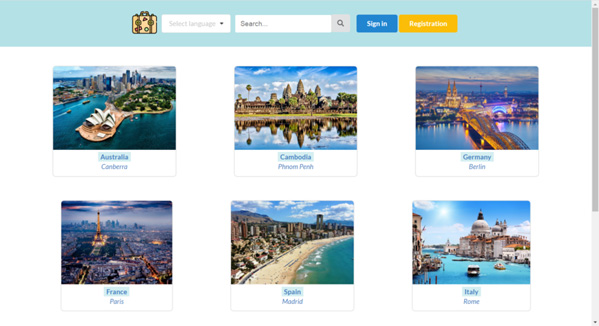 Select language
Search...
Sign in
Registration
Australia
Canberra
Cambodia
Phnom Penh
Germany
Berlin
France
Paris
Spain
Madrid
Italy
Rome